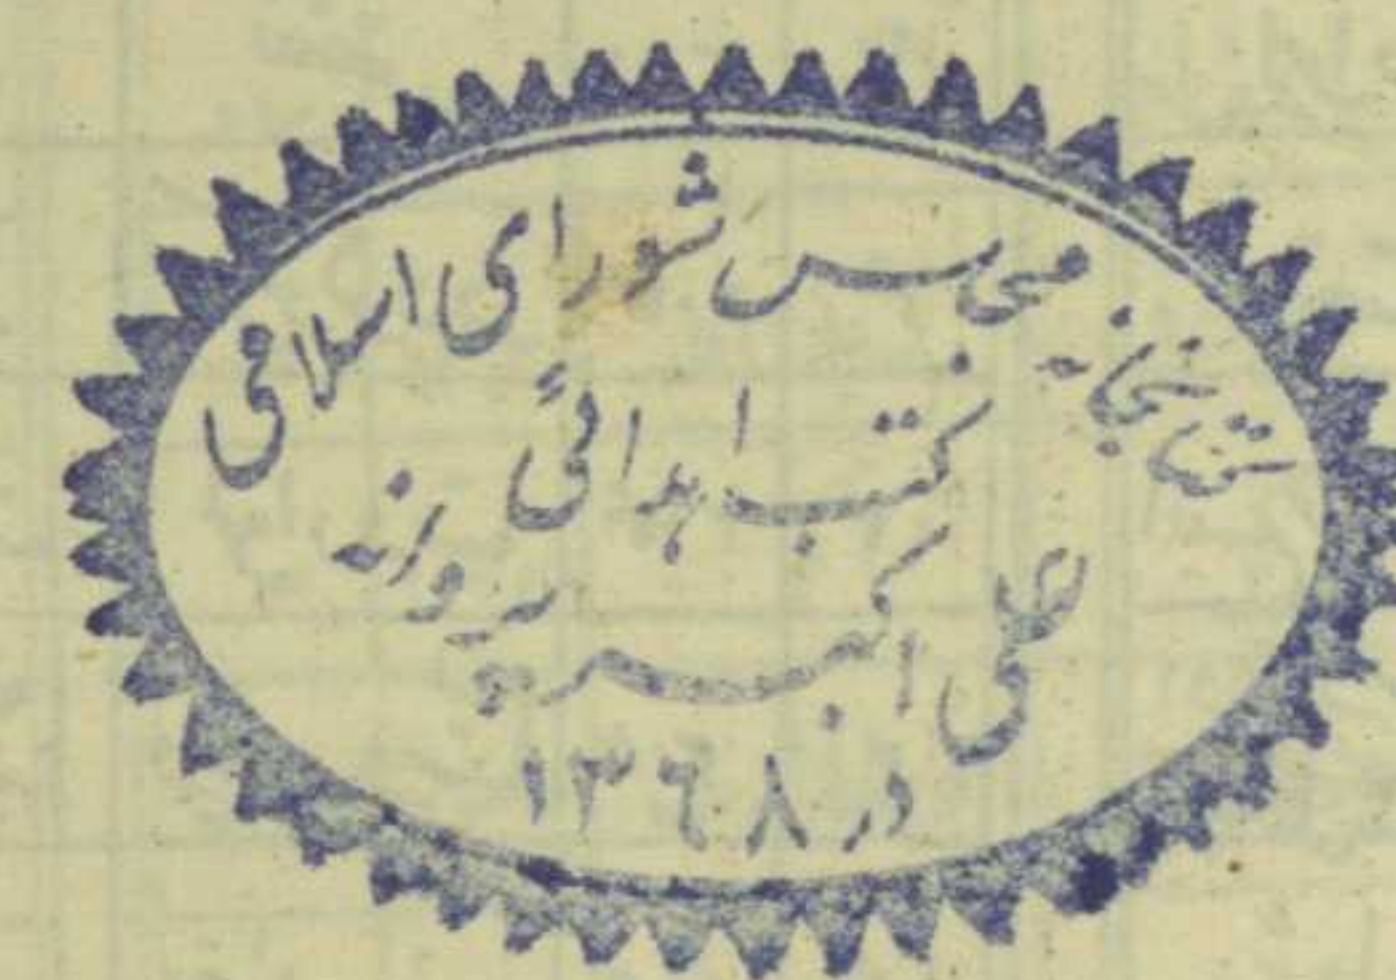 کتابخانه مجلس شورای اسلامی
کتب اهدائی
علی اکبر پروانه
در ۱۳۶۸